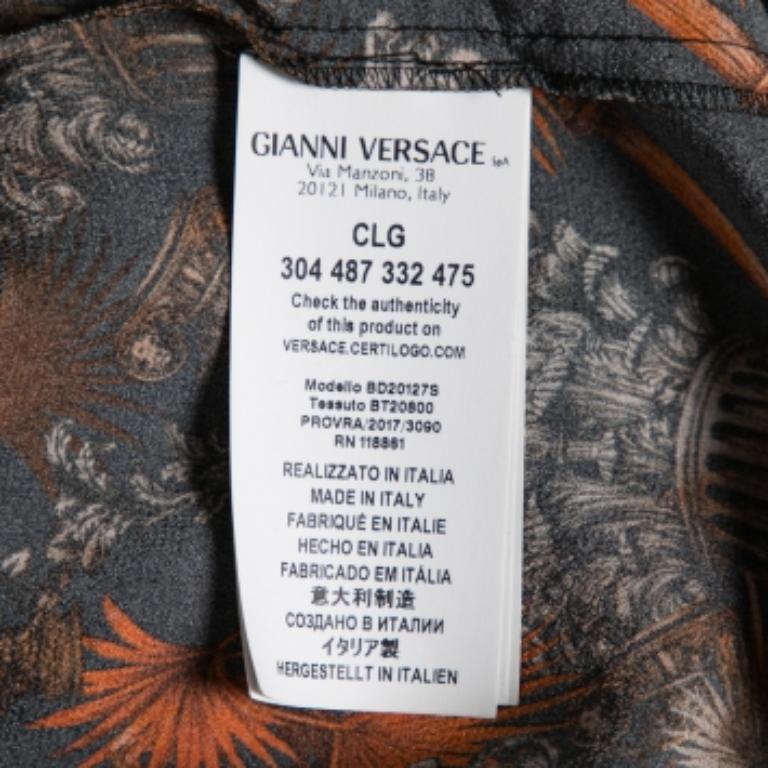 GIANNI VERSACE SpA
Via Manzoni, 38
20121 Milano, Italy
CLG
304 487 332 475
Check the authenticity
of this product on
VERSACE.CERTILOGO.COM
Modello BD20127S
Tessuto BT20800
PROVRA/2017/3090
RN 118861
REALIZZATO IN ITALIA
MADE IN ITALY
FABRIQUÉ EN ITALIE
HECHO EN ITALIA
FABRICADO EM ITÁLIA
意大利制造
СОЗДАНО В ИТАЛИИ
イタリア製
HERGESTELLT IN ITALIEN